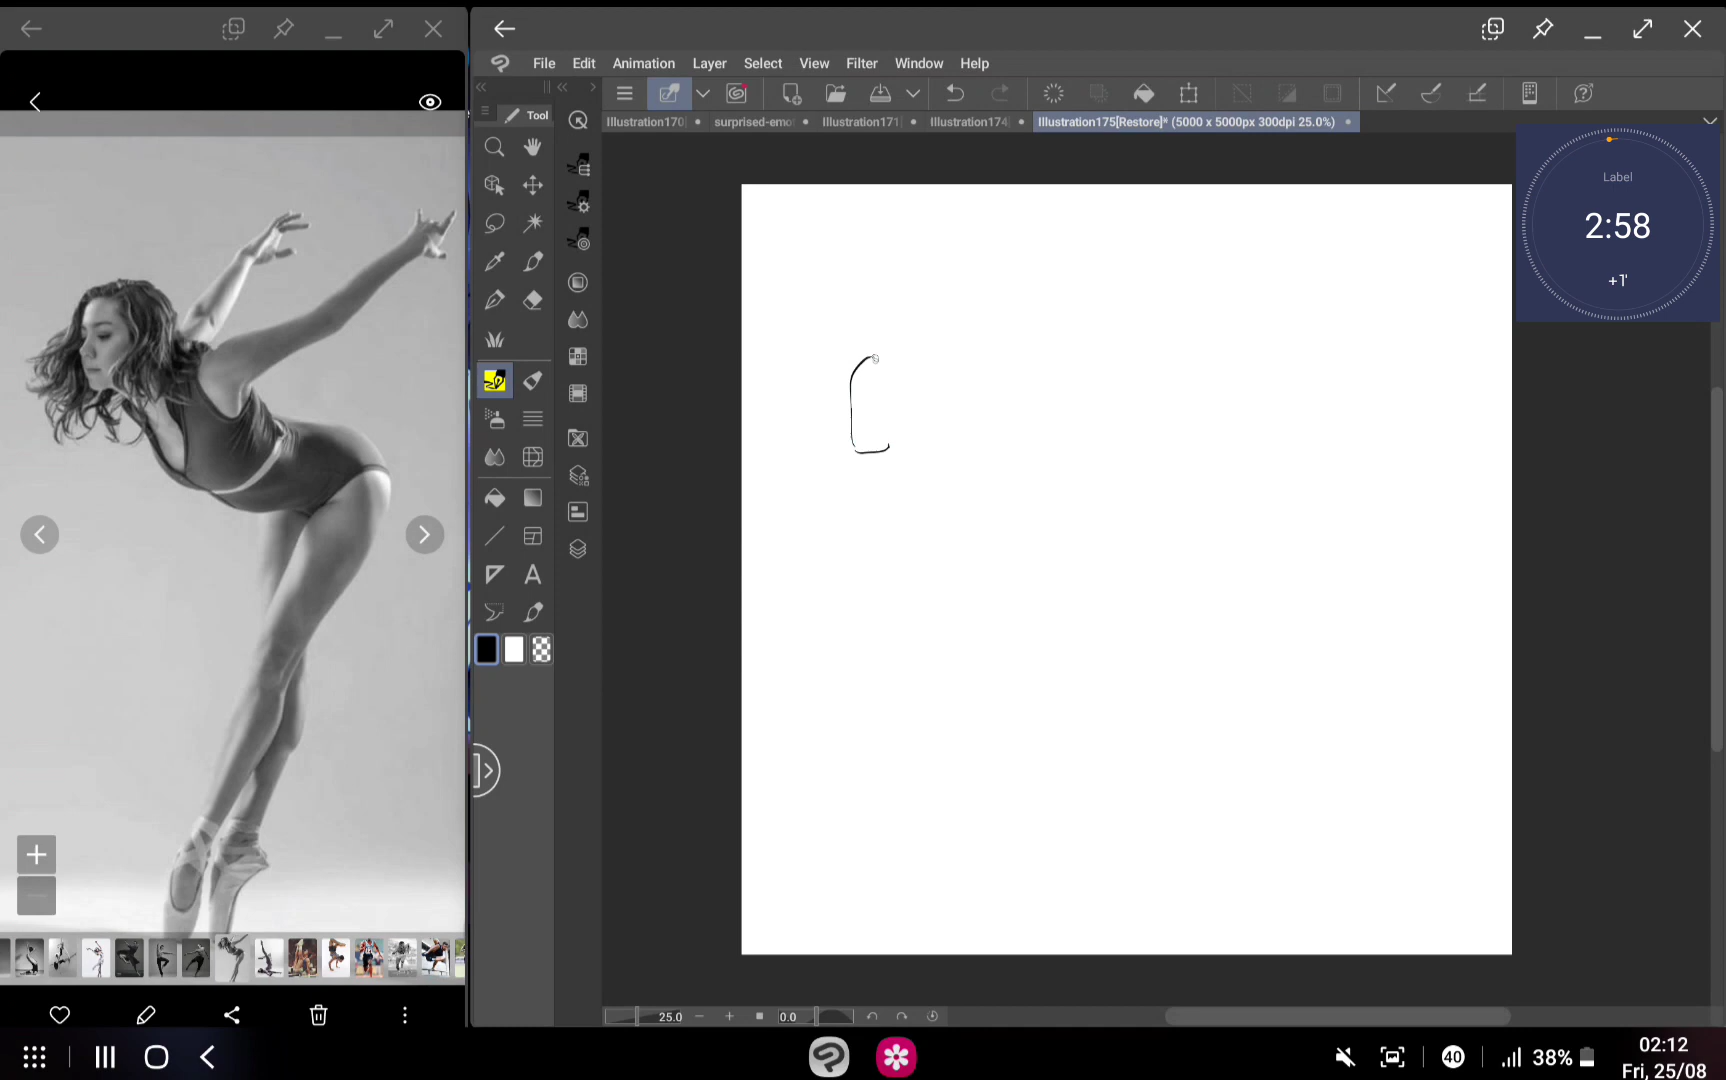 File Edit Animation Layer Select View Filter Window Help
Tool
Illustration170 surprised-emo Illustration171 Illustration174 Illustration175[Restore]* (5000 x 5000px 300dpi 25.0%)
Label
2:58
+1'
25.0
0.0
40 38% 02:12
Fri, 25/08